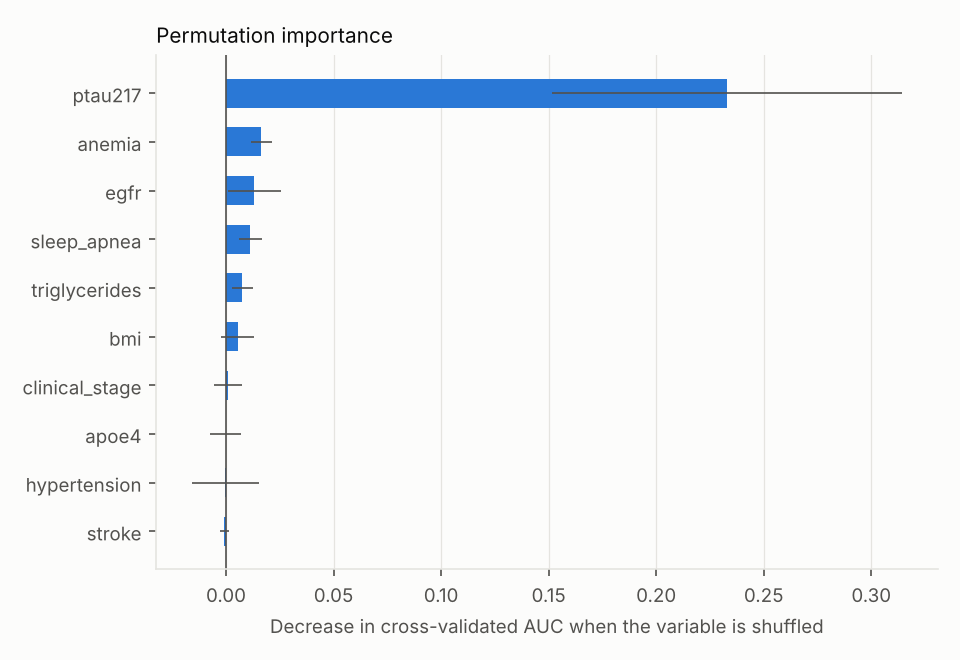 Permutation importance
ptau217
anemia
egfr
sleep_apnea
triglycerides
bmi
clinical_stage
apoe4
hypertension
stroke
0.00 0.05 0.10 0.15 0.20 0.25 0.30
Decrease in cross-validated AUC when the variable is shuffled